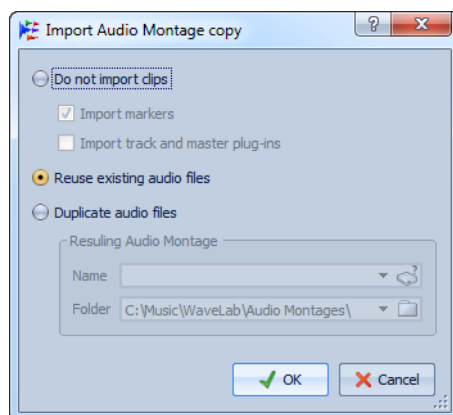 Import Audio Montage copy
Do not import clips
Import markers
Import track and master plug-ins
Reuse existing audio files
Duplicate audio files
Resuling Audio Montage
Name
Folder C:\Music\WaveLab\Audio Montages\
OK Cancel